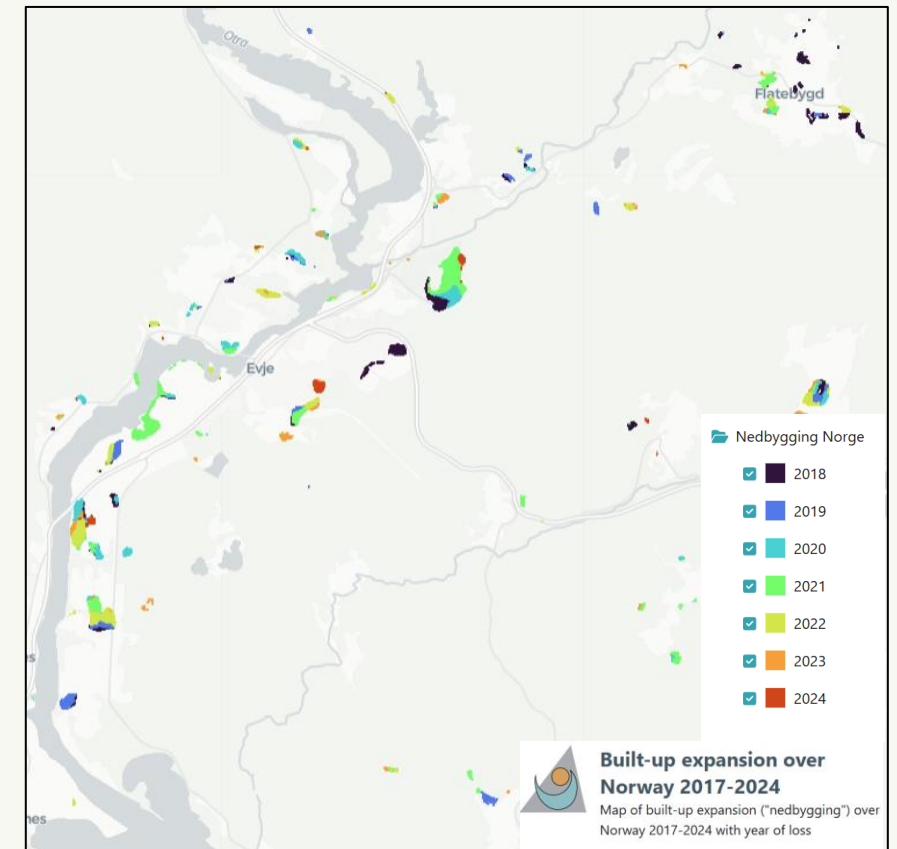 Otra
Flatebygd
Evje
Nedbygging Norge
2018
2019
2020
2021
2022
2023
2024
s
nes
Built-up expansion over
Norway 2017-2024
Map of built-up expansion ("nedbygging") over
Norway 2017-2024 with year of loss